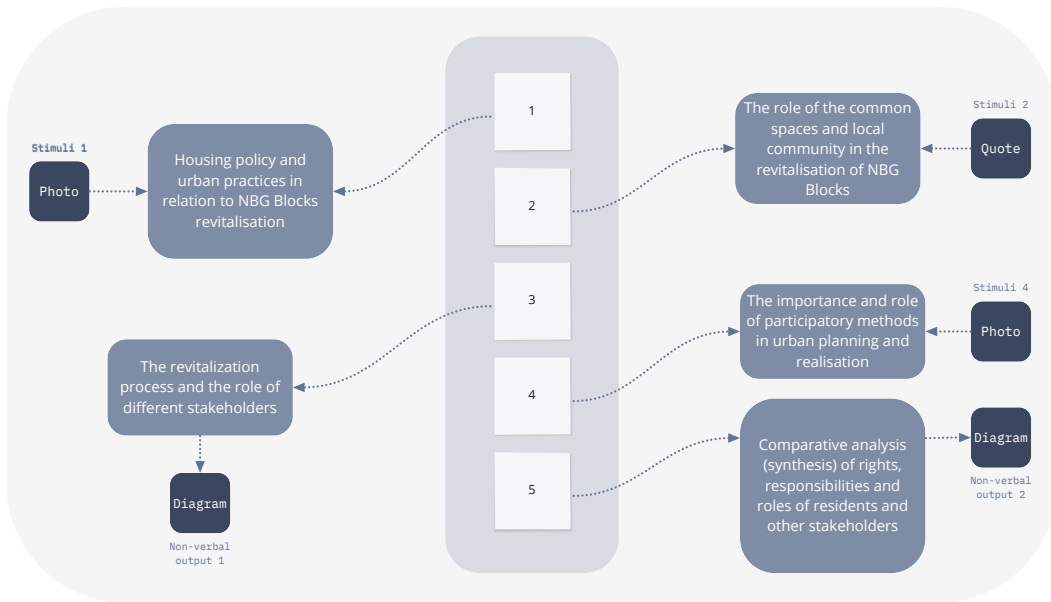 1
2
3
4
5
Stimuli 1
Photo
Housing policy and
urban practices in
relation to NBG Blocks
revitalisation
The role of the common
spaces and local
community in the
revitalisation of NBG
Blocks
Stimuli 2
Quote
The revitalization
process and the role of
different stakeholders
Diagram
Non-verbal
output 1
The importance and role
of participatory methods
in urban planning and
realisation
Stimuli 4
Photo
Comparative analysis
(synthesis) of rights,
responsibilities and
roles of residents and
other stakeholders
Diagram
Non-verbal
output 2